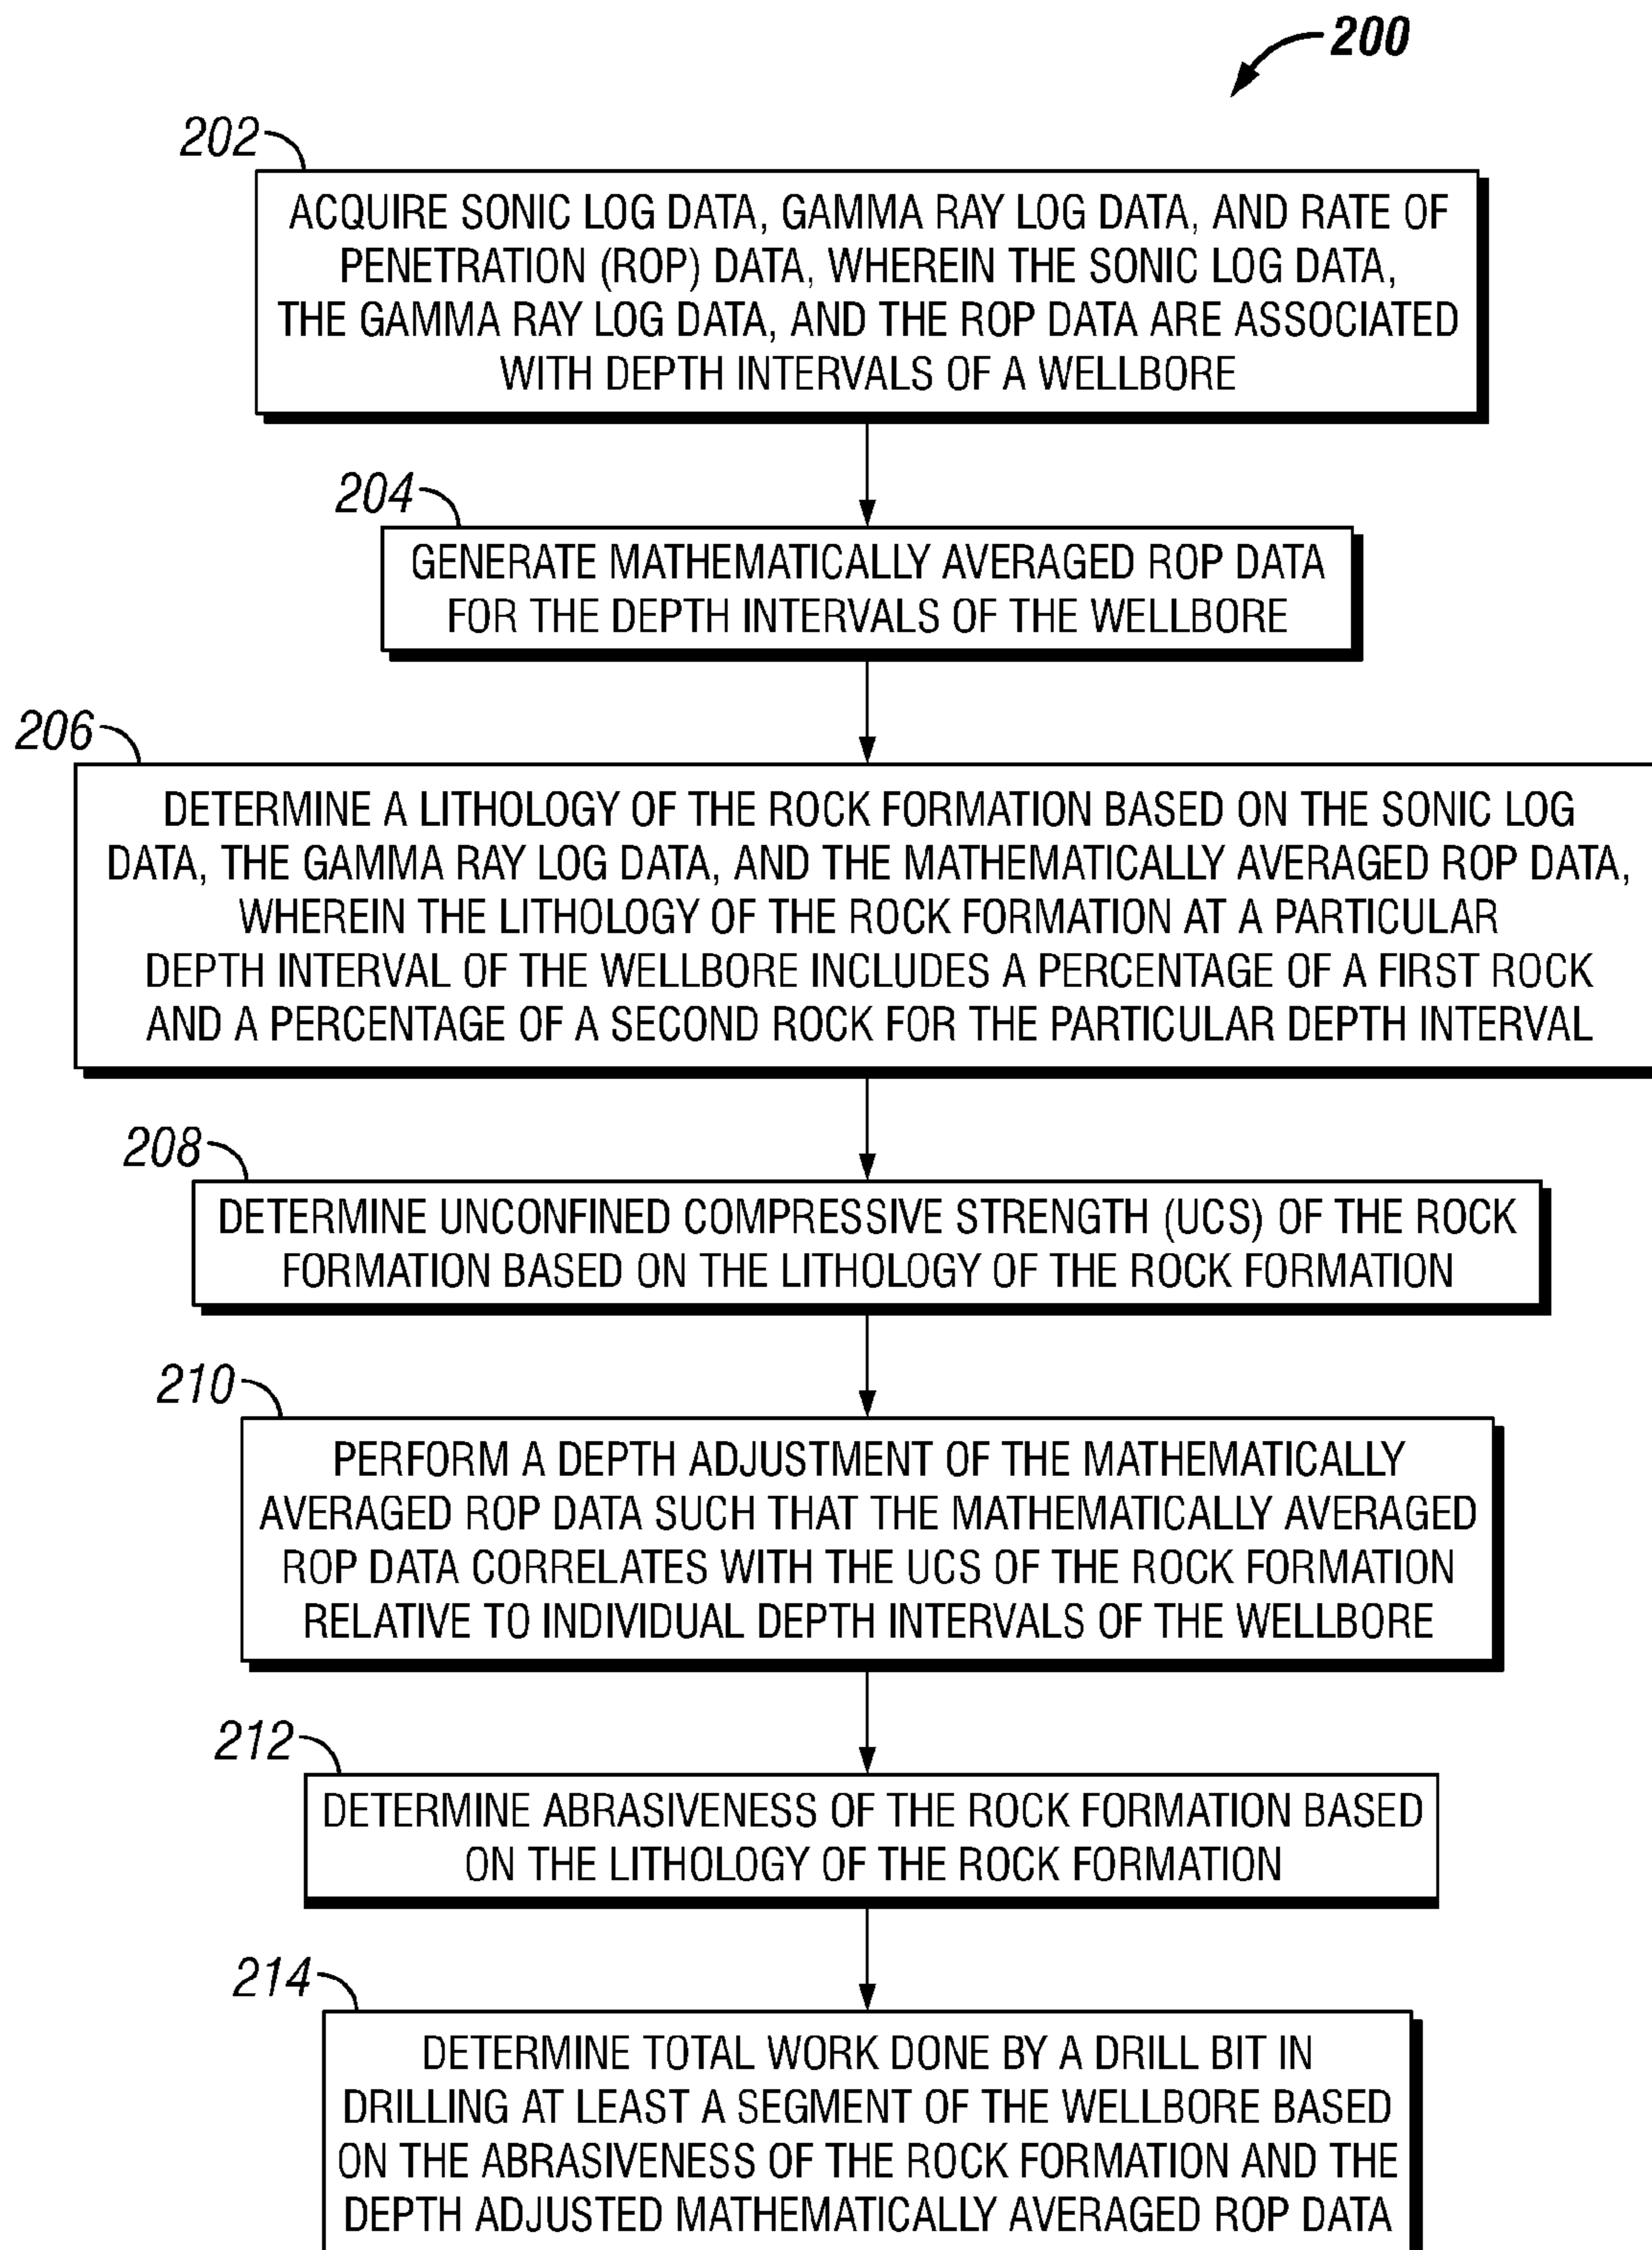 200
202
ACQUIRE SONIC LOG DATA, GAMMA RAY LOG DATA, AND RATE OF
PENETRATION (ROP) DATA, WHEREIN THE SONIC LOG DATA,
THE GAMMA RAY LOG DATA, AND THE ROP DATA ARE ASSOCIATED
WITH DEPTH INTERVALS OF A WELLBORE
204
GENERATE MATHEMATICALLY AVERAGED ROP DATA
FOR THE DEPTH INTERVALS OF THE WELLBORE
206
DETERMINE A LITHOLOGY OF THE ROCK FORMATION BASED ON THE SONIC LOG
DATA, THE GAMMA RAY LOG DATA, AND THE MATHEMATICALLY AVERAGED ROP DATA,
WHEREIN THE LITHOLOGY OF THE ROCK FORMATION AT A PARTICULAR
DEPTH INTERVAL OF THE WELLBORE INCLUDES A PERCENTAGE OF A FIRST ROCK
AND A PERCENTAGE OF A SECOND ROCK FOR THE PARTICULAR DEPTH INTERVAL
208
DETERMINE UNCONFINED COMPRESSIVE STRENGTH (UCS) OF THE ROCK
FORMATION BASED ON THE LITHOLOGY OF THE ROCK FORMATION
210
PERFORM A DEPTH ADJUSTMENT OF THE MATHEMATICALLY
AVERAGED ROP DATA SUCH THAT THE MATHEMATICALLY AVERAGED
ROP DATA CORRELATES WITH THE UCS OF THE ROCK FORMATION
RELATIVE TO INDIVIDUAL DEPTH INTERVALS OF THE WELLBORE
212
DETERMINE ABRASIVENESS OF THE ROCK FORMATION BASED
ON THE LITHOLOGY OF THE ROCK FORMATION
214
DETERMINE TOTAL WORK DONE BY A DRILL BIT IN
DRILLING AT LEAST A SEGMENT OF THE WELLBORE BASED
ON THE ABRASIVENESS OF THE ROCK FORMATION AND THE
DEPTH ADJUSTED MATHEMATICALLY AVERAGED ROP DATA